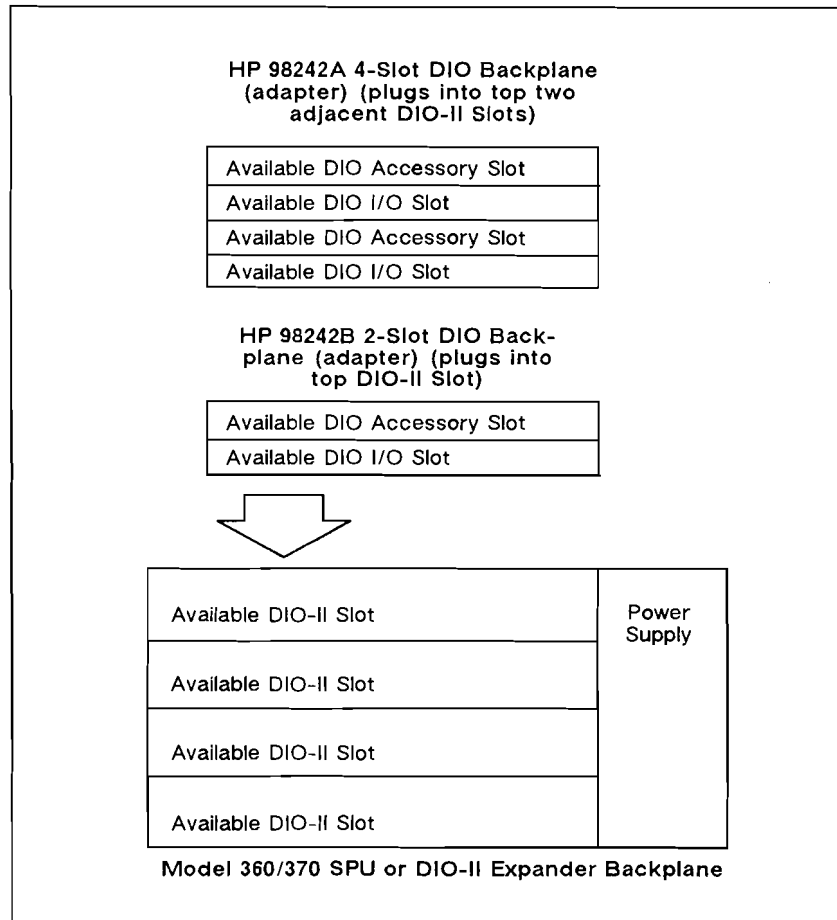 HP 98242A 4-Slot DIO Backplane
(adapter) (plugs into top two
adjacent DIO-II Slots)
Available DIO Accessory Slot
Available DIO I/O Slot
Available DIO Accessory Slot
Available DIO I/O Slot
HP 98242B 2-Slot DIO Back-
plane (adapter) (plugs into
top DIO-II Slot)
Available DIO Accessory Slot
Available DIO I/O Slot
Available DIO-II Slot
Power
Supply
Available DIO-II Slot
Available DIO-II Slot
Available DIO-II Slot
Model 360/370 SPU or DIO-II Expander Backplane